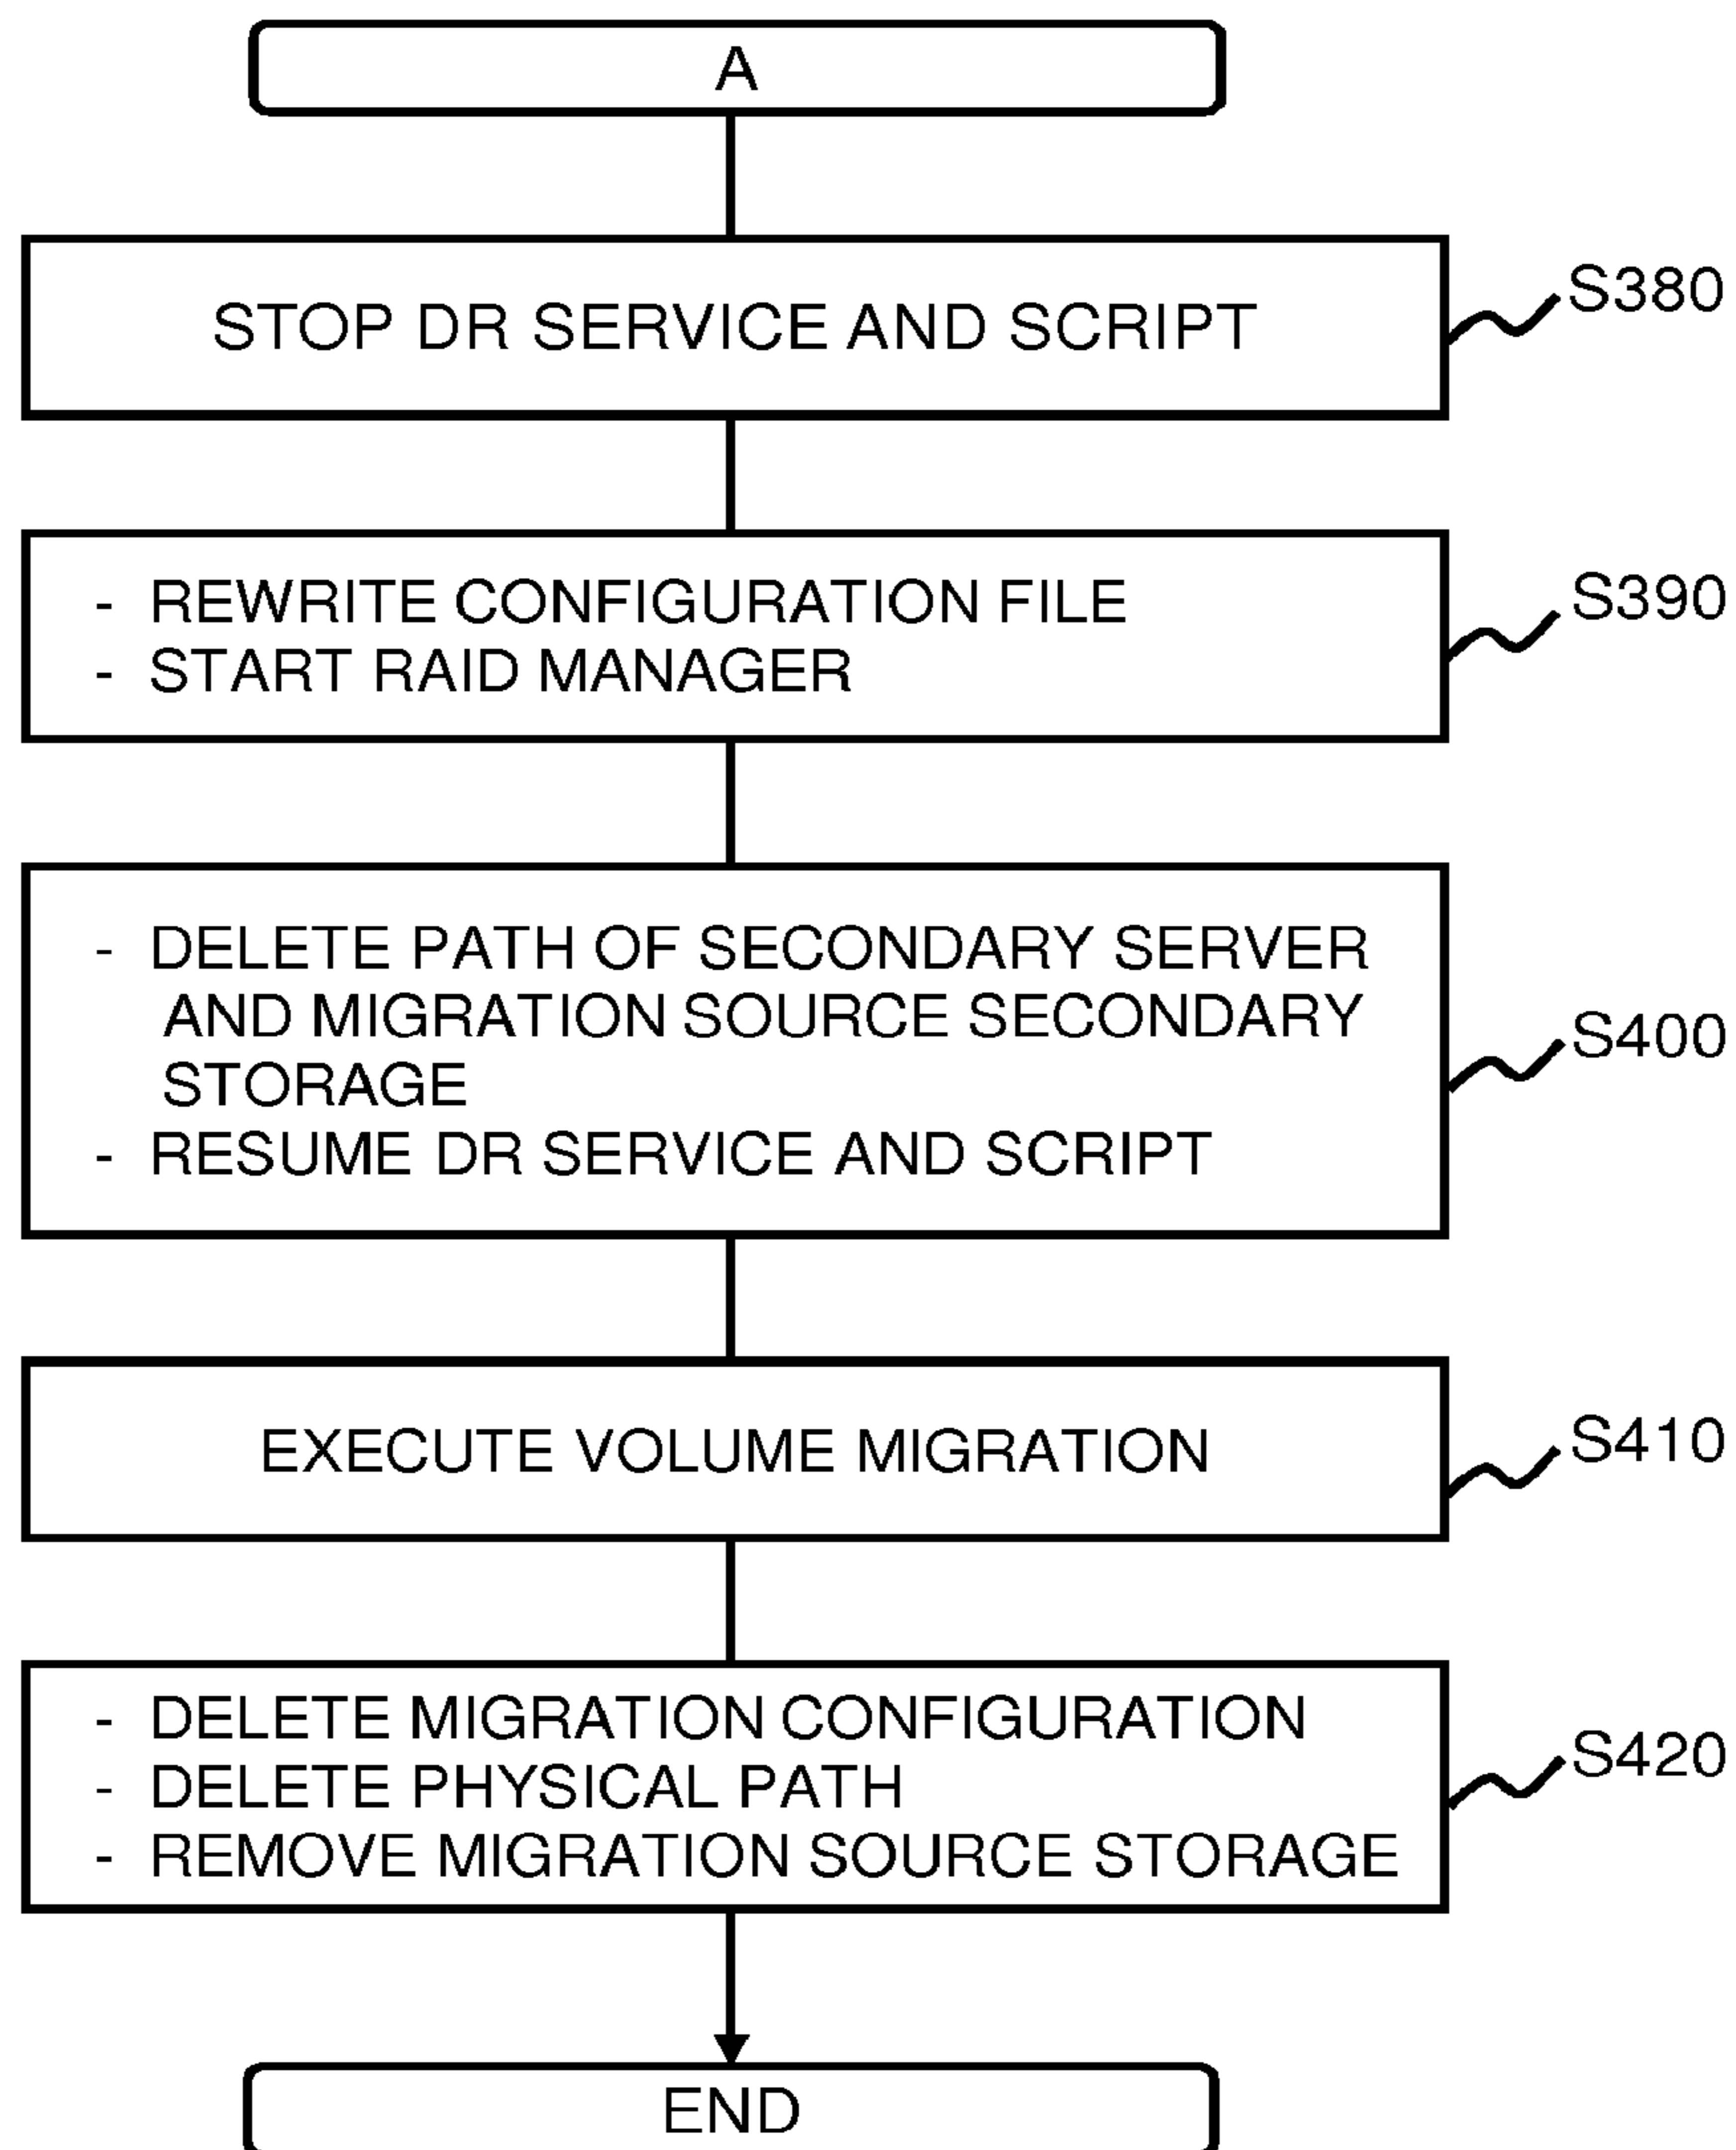 A
STOP DR SERVICE AND SCRIPT
S380
- REWRITE CONFIGURATION FILE
- START RAID MANAGER
S390
- DELETE PATH OF SECONDARY SERVER
AND MIGRATION SOURCE SECONDARY
STORAGE
- RESUME DR SERVICE AND SCRIPT
S400
EXECUTE VOLUME MIGRATION
S410
- DELETE MIGRATION CONFIGURATION
- DELETE PHYSICAL PATH
- REMOVE MIGRATION SOURCE STORAGE
S420
END